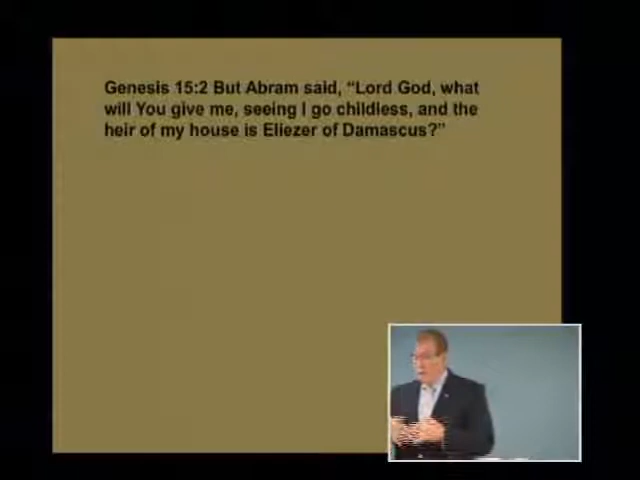 Genesis 15:2 But Abram said, “Lord God, what
will You give me, seeing I go childless, and the
heir of my house is Eliezer of Damascus?”